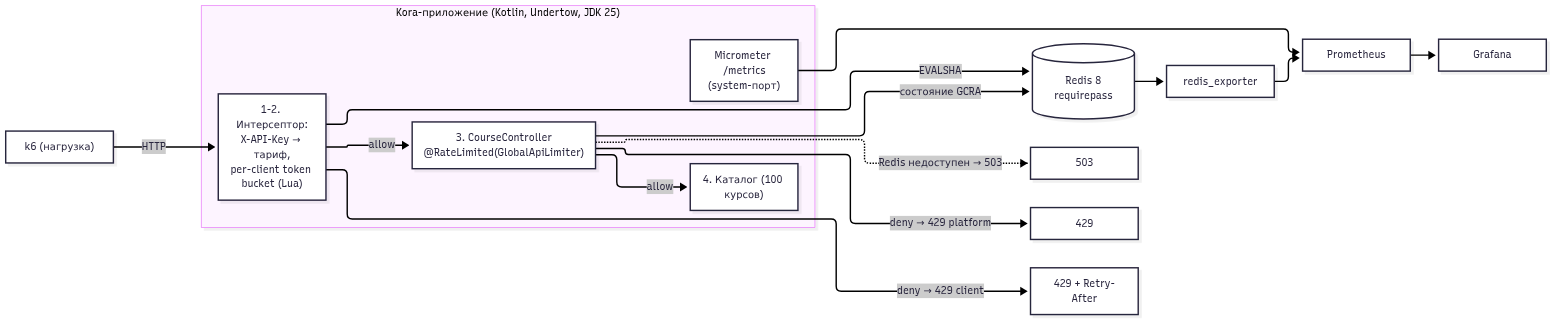 Kora-приложение (Kotlin, Undertow, JDK 25)
Micrometer
/metrics
(system-порт)
k6 (нагрузка)
HTTP
1-2.
Интерсептор:
X-API-Key →
тариф,
per-client token
bucket (Lua)
allow
3. CourseController
@RateLimited(GlobalApiLimiter)
allow
4. Каталог (100
курсов)
EVALSHA
состояние GCRA
Redis 8
requirepass
redis_exporter
Prometheus
Grafana
Redis недоступен → 503
503
deny → 429 platform
429
deny → 429 client
429 + Retry-
After